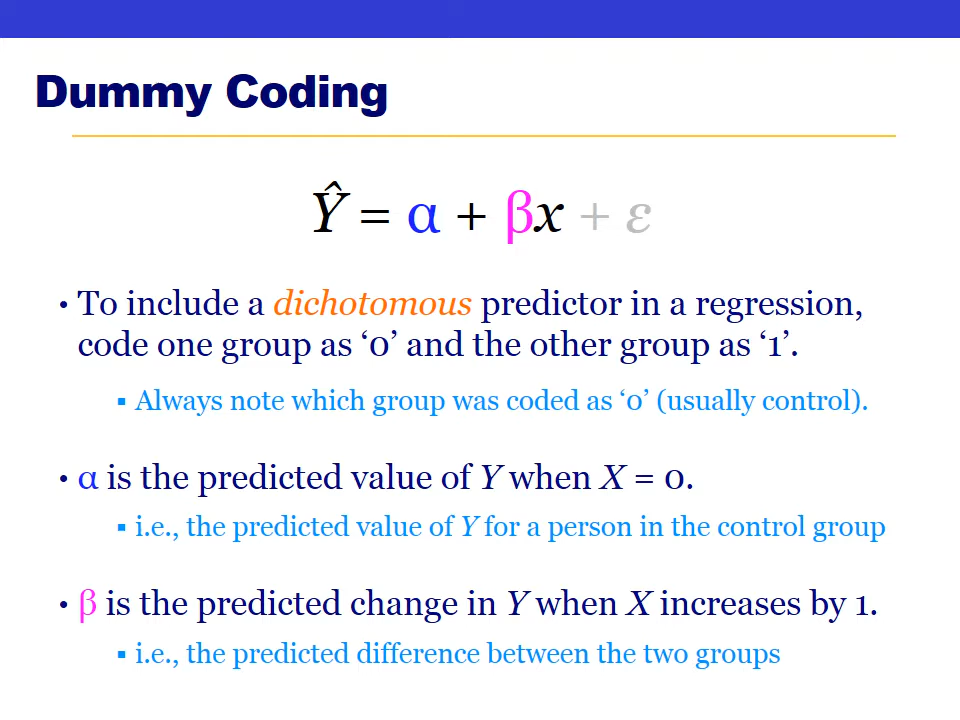 Dummy Coding
Ŷ = α + βx + ε
• To include a dichotomous predictor in a regression,
code one group as ‘0’ and the other group as ‘1’.
▪ Always note which group was coded as ‘0’ (usually control).
• α is the predicted value of Y when X = 0.
▪ i.e., the predicted value of Y for a person in the control group
• β is the predicted change in Y when X increases by 1.
▪ i.e., the predicted difference between the two groups